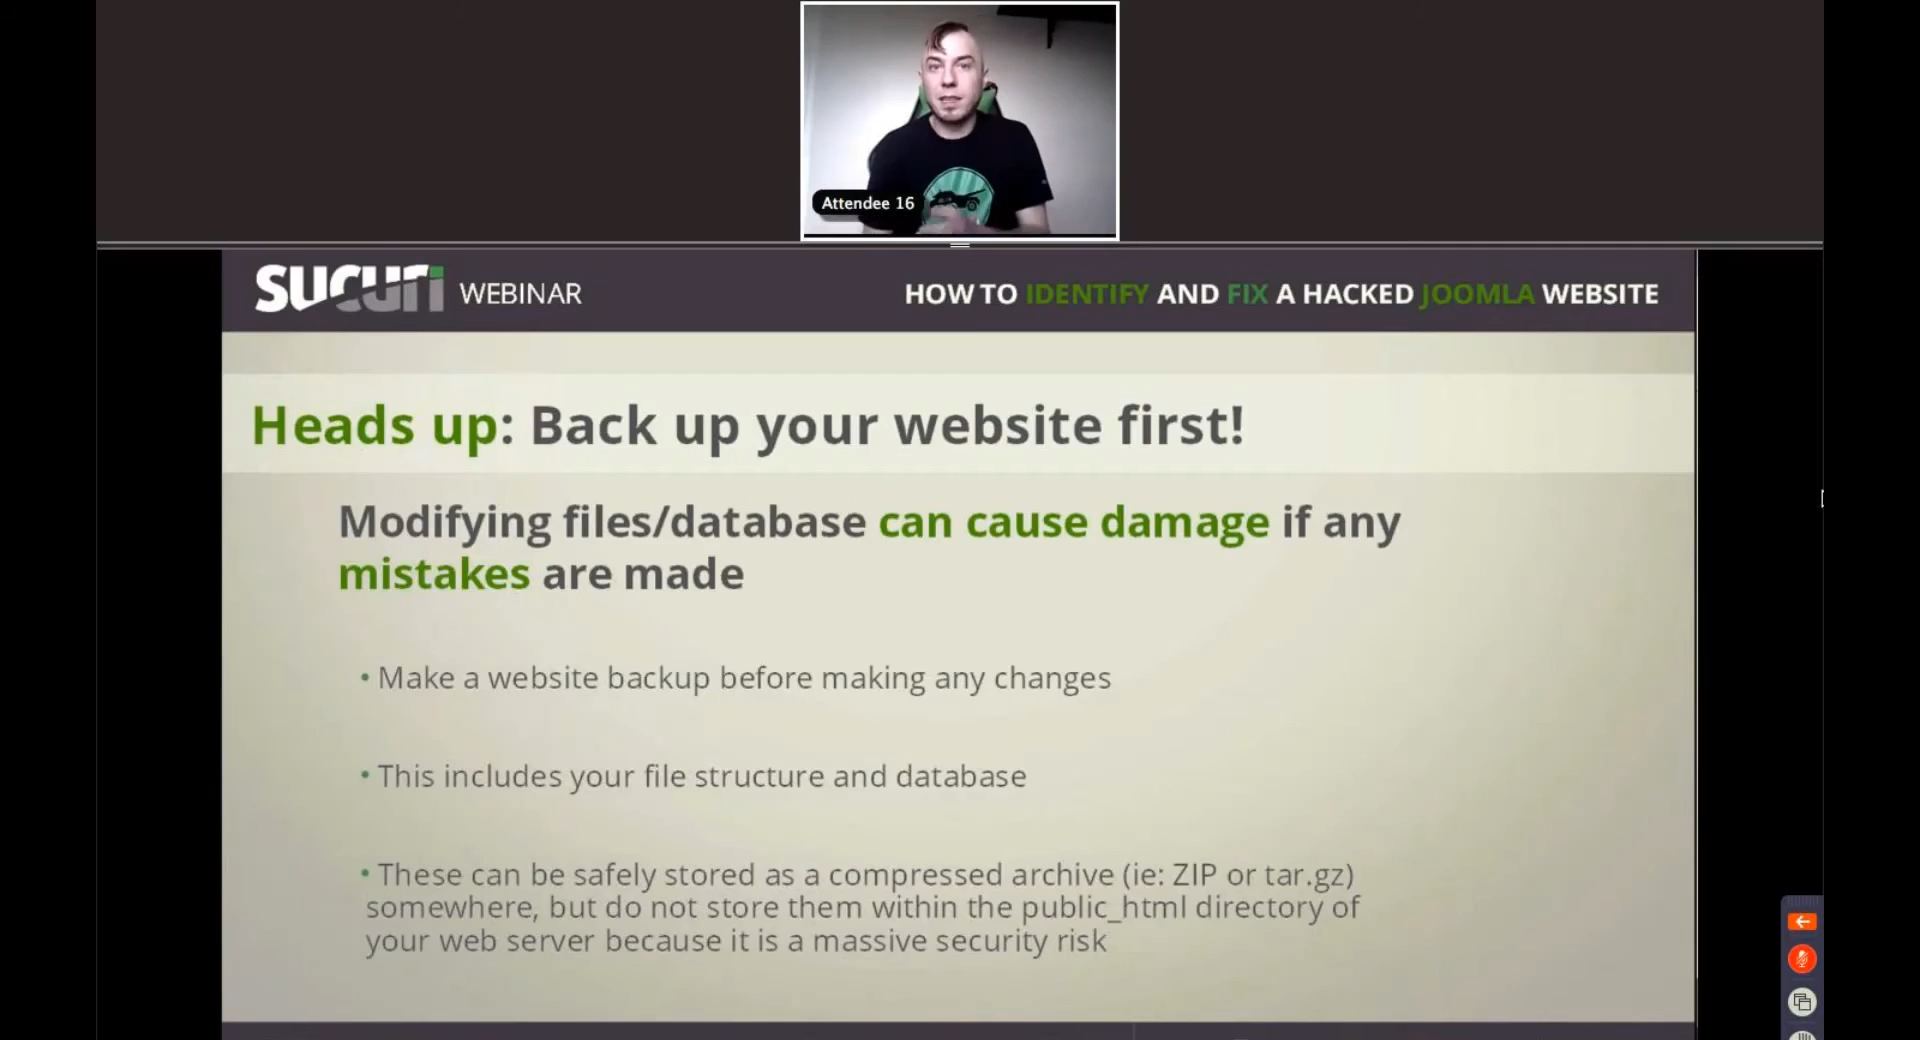 Attendee 16
sucuri WEBINAR
HOW TO IDENTIFY AND FIX A HACKED JOOMLA WEBSITE
Heads up: Back up your website first!
Modifying files/database can cause damage if any
mistakes are made
• Make a website backup before making any changes
• This includes your file structure and database
• These can be safely stored as a compressed archive (ie: ZIP or tar.gz)
somewhere, but do not store them within the public_html directory of
your web server because it is a massive security risk